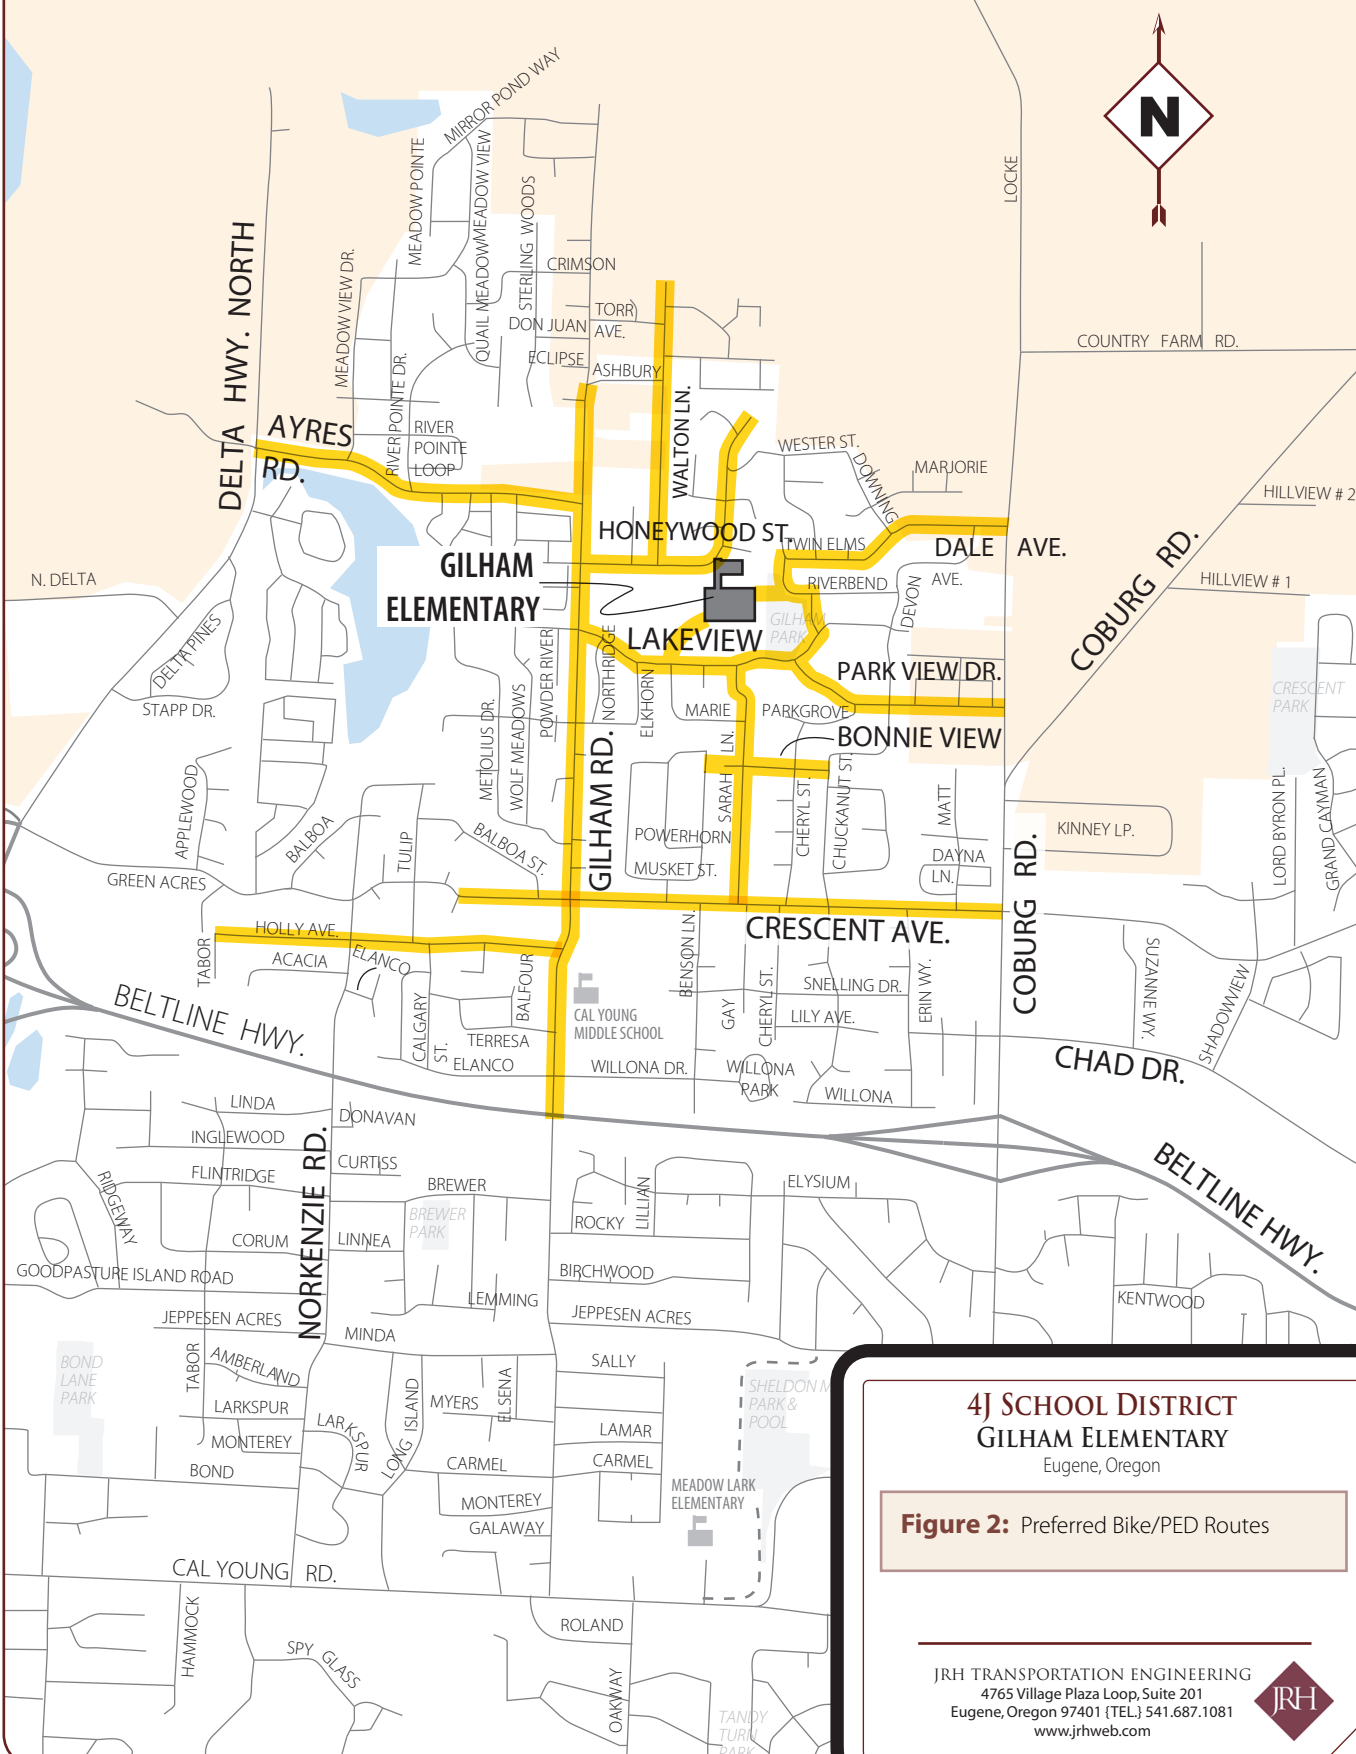 MIRROR POND WAY
N
MEADOW POINTE
MEADOW VIEW
QUAIL MEADOW
STERLING WOODS
LOCKE
DELTA HWY. NORTH
MEADOW VIEW DR.
CRIMSON
TORR
DON JUAN AVE.
ECLIPSE
ASHBURY
COUNTRY FARM RD.
RIVER POINTE DR.
WALTON LN.
AYRES
RD.
RIVER
POINTE
LOOP
WESTER ST.
DOWNING
MARJORIE
HILLVIEW # 2
HONEYWOOD ST.
TWIN ELMS
DALE AVE.
COBURG RD.
GILHAM
ELEMENTARY
N. DELTA
RIVERBEND
AVE.
HILLVIEW # 1
DEVON
GILHAM
PARK
DELTA PINES
LAKEVIEW
NORTHRIDGE
POWDER RIVER
PARK VIEW DR.
STAPP DR.
METOLIUS DR.
WOLF MEADOWS
ELKHORN
MARIE
PARKGROVE
CRESCENT
PARK
BONNIE VIEW
GILHAM RD.
SARAH LN.
CHERYL ST.
CHUCKANUT ST.
MATT
APPLEWOOD
BALBOA
TULIP
BALBOA ST.
POWERHORN
MUSKET ST.
KINNEY LP.
DAYNA
LN.
LORD BYRON PL.
GRAND CAYMAN
GREEN ACRES
COBURG RD.
HOLLY AVE.
CRESCENT AVE.
TABOR
ACACIA
ELANCO
BALFOUR
BENSON LN.
CAL YOUNG
MIDDLE SCHOOL
GAY
CHERYL ST.
SNELLING DR.
LILY AVE.
ERIN WY.
SUZANNE WY.
SHADOWVIEW
BELTLINE HWY.
CALGARY ST.
TERRESA
ELANCO
WILLONA DR.
WILLONA
PARK
WILLONA
CHAD DR.
LINDA
DONAVAN
INGLEWOOD
CURTISS
FLINTRIDGE
BELTLINE HWY.
RIDGEWAY
NORKENZIE RD.
BREWER
BREWER
PARK
LILLIAN
ROCKY
ELYSIUM
CORUM
LINNEA
GOODPASTURE ISLAND ROAD
BIRCHWOOD
LEMMING
KENTWOOD
JEPPESEN ACRES
JEPPESEN ACRES
MINDA
BOND
LANE
PARK
TABOR
AMBERLAND
SALLY
LARKSPUR
LARKSPUR
LONG ISLAND
MYERS
ELSENA
SHELDON M
PARK &
POOL
MONTEREY
LAMAR
BOND
CARMEL
CARMEL
MEADOW LARK
ELEMENTARY
MONTEREY
GALAWAY
CAL YOUNG RD.
HAMMOCK
ROLAND
SPY GLASS
OAKWAY
TANDY
TURN
PARK
4J SCHOOL DISTRICT
GILHAM ELEMENTARY
Eugene, Oregon
Figure 2: Preferred Bike/PED Routes
JRH TRANSPORTATION ENGINEERING
4765 Village Plaza Loop, Suite 201
Eugene, Oregon 97401 {TEL.} 541.687.1081
www.jrhweb.com
JRH